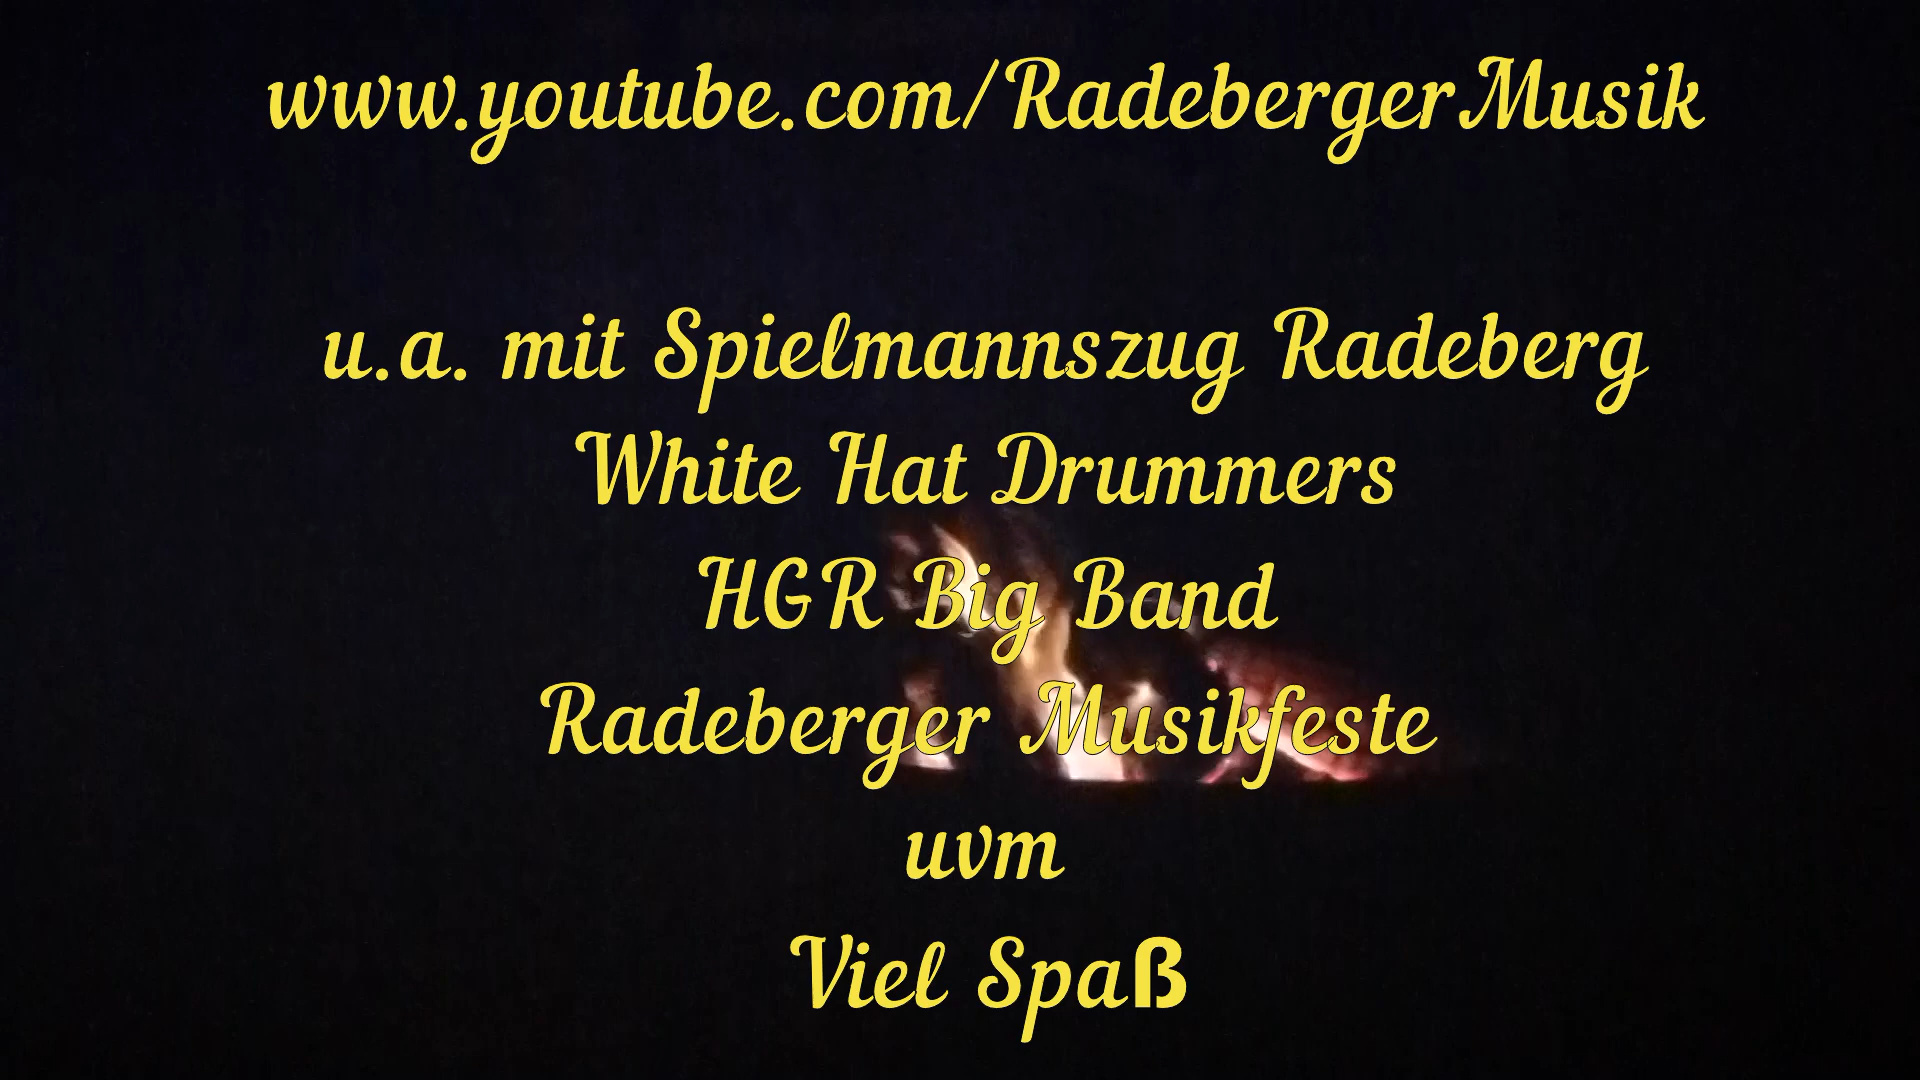 www.youtube.com/RadebergerMusik
u.a. mit Spielmannszug Radeberg
White Hat Drummers
HGR Big Band
Radeberger Musikfeste
uvm
Viel Spaß